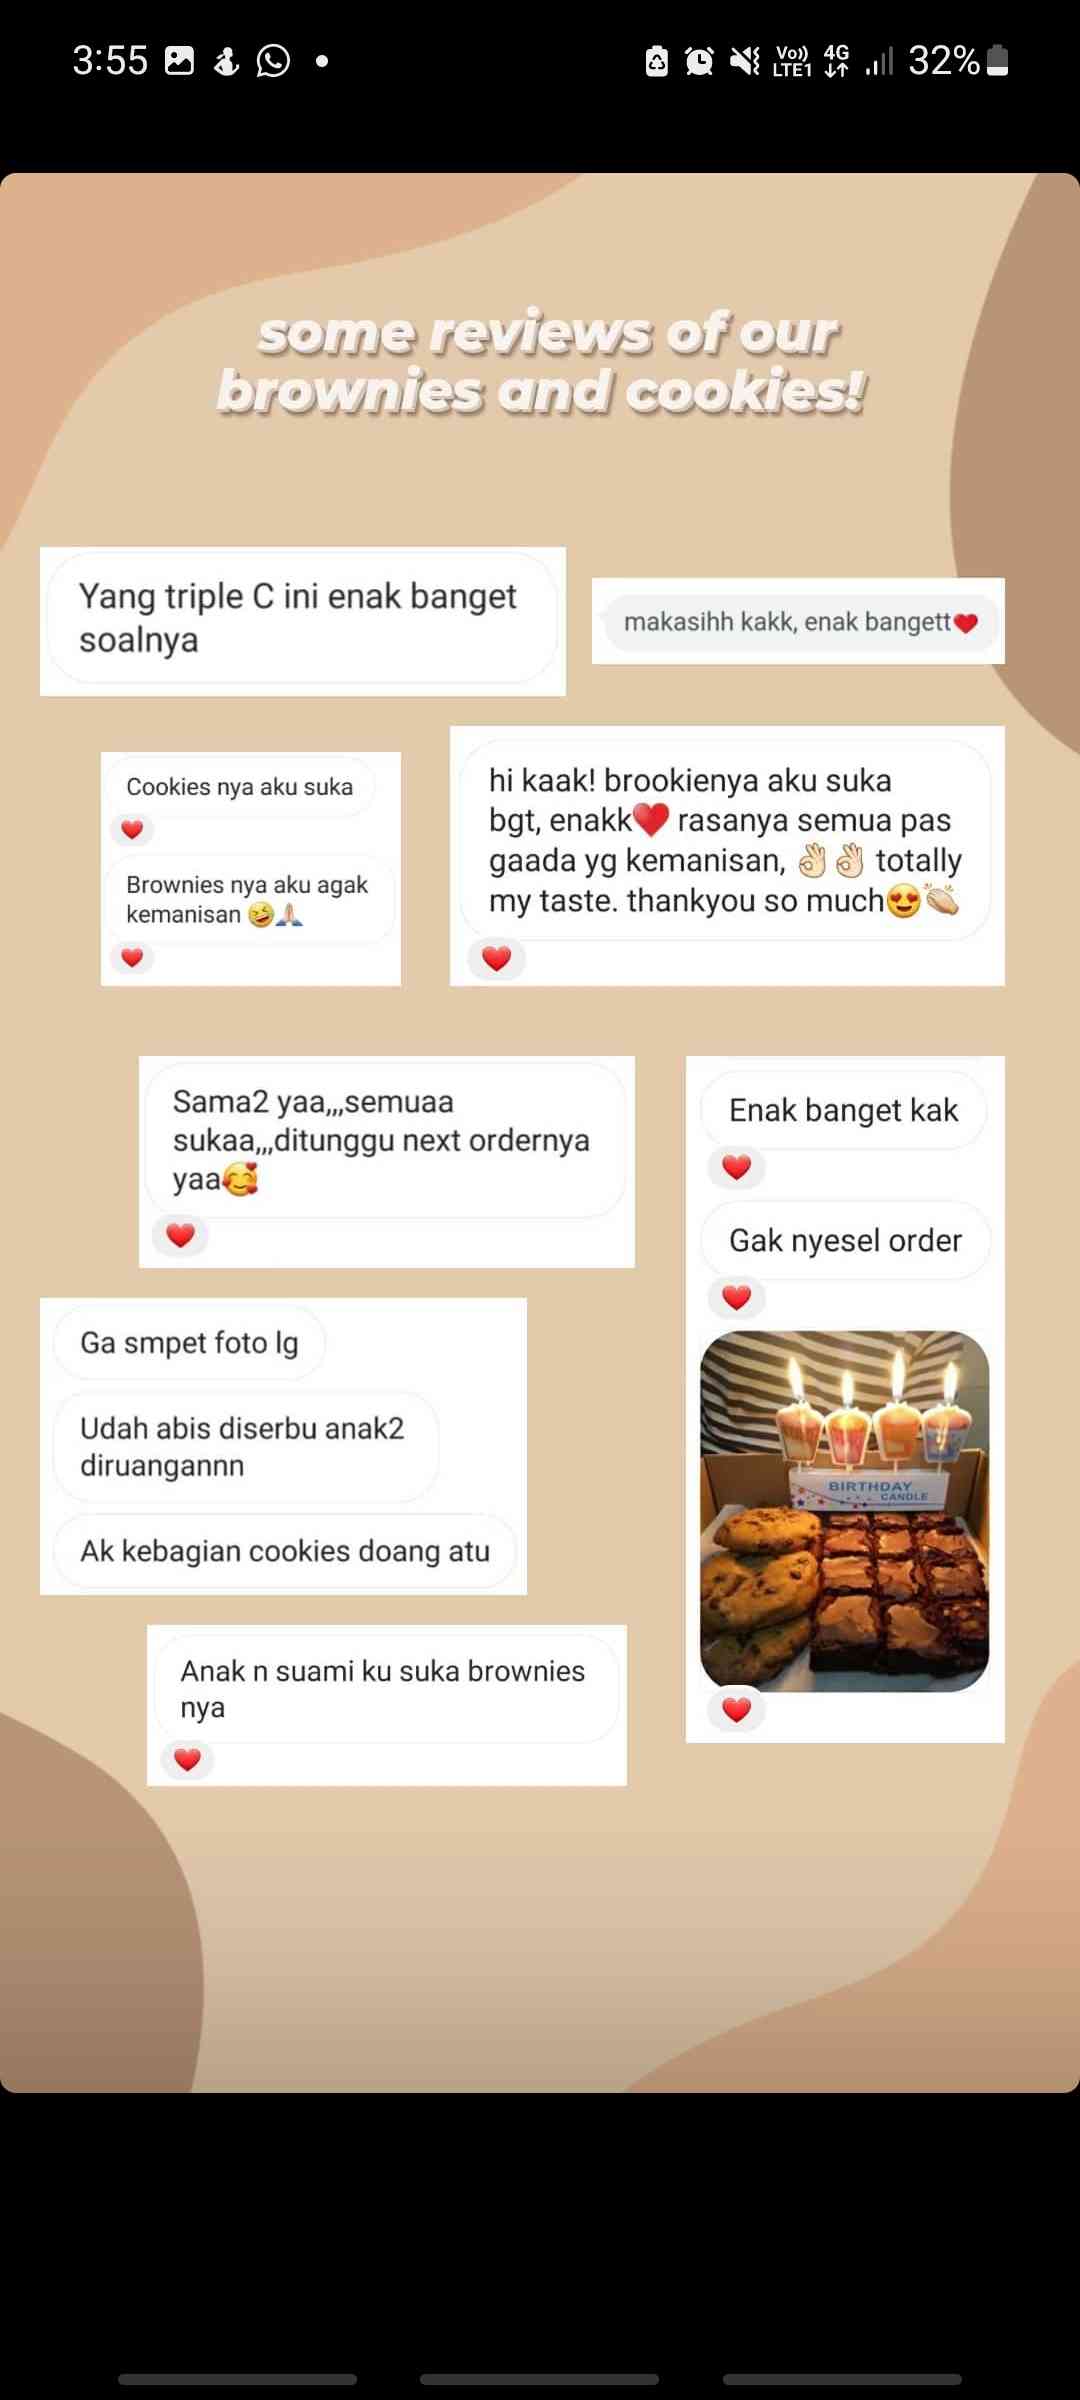 3:55
Vo))
LTE1
4G
32%
some reviews of our
brownies and cookies!
Yang triple C ini enak banget
soalnya
makasihh kakk, enak bangett❤️
Cookies nya aku suka
❤️
Brownies nya aku agak
kemanisan 🤣🙏🏻
❤️
hi kaak! brookienya aku suka
bgt, enakk❤️ rasanya semua pas
gaada yg kemanisan, 👌🏻👌🏻 totally
my taste. thankyou so much😍👏🏻
❤️
Sama2 yaa,,,semuaa
sukaa,,,ditunggu next ordernya
yaa🥰
❤️
Enak banget kak
❤️
Gak nyesel order
❤️
BIRTHDAY
CANDLE
❤️
Ga smpet foto lg
Udah abis diserbu anak2
diruangannn
Ak kebagian cookies doang atu
Anak n suami ku suka brownies
nya
❤️